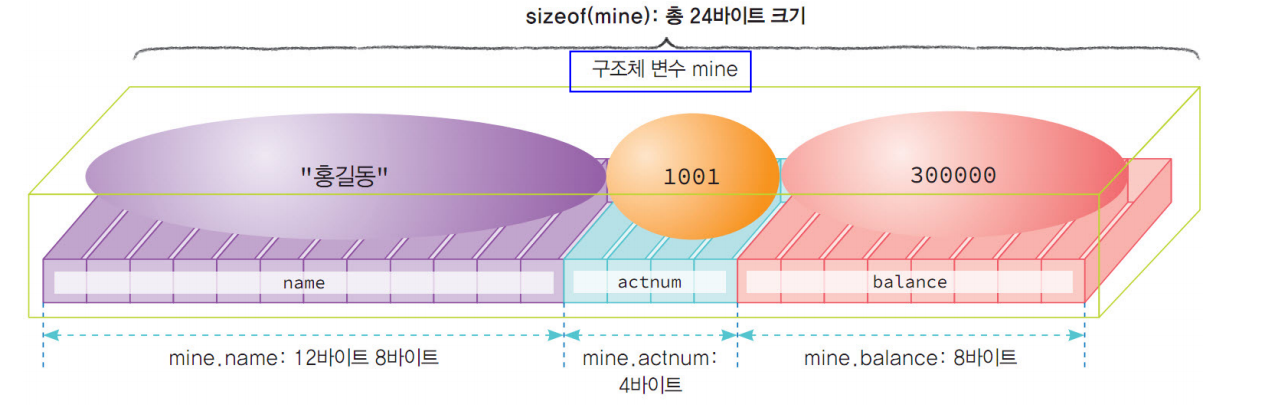 sizeof(mine): 총 24바이트 크기
구조체 변수 mine
"홍길동"
1001
300000
name
actnum
balance
mine.name: 12바이트 8바이트
mine.actnum:
4바이트
mine.balance: 8바이트